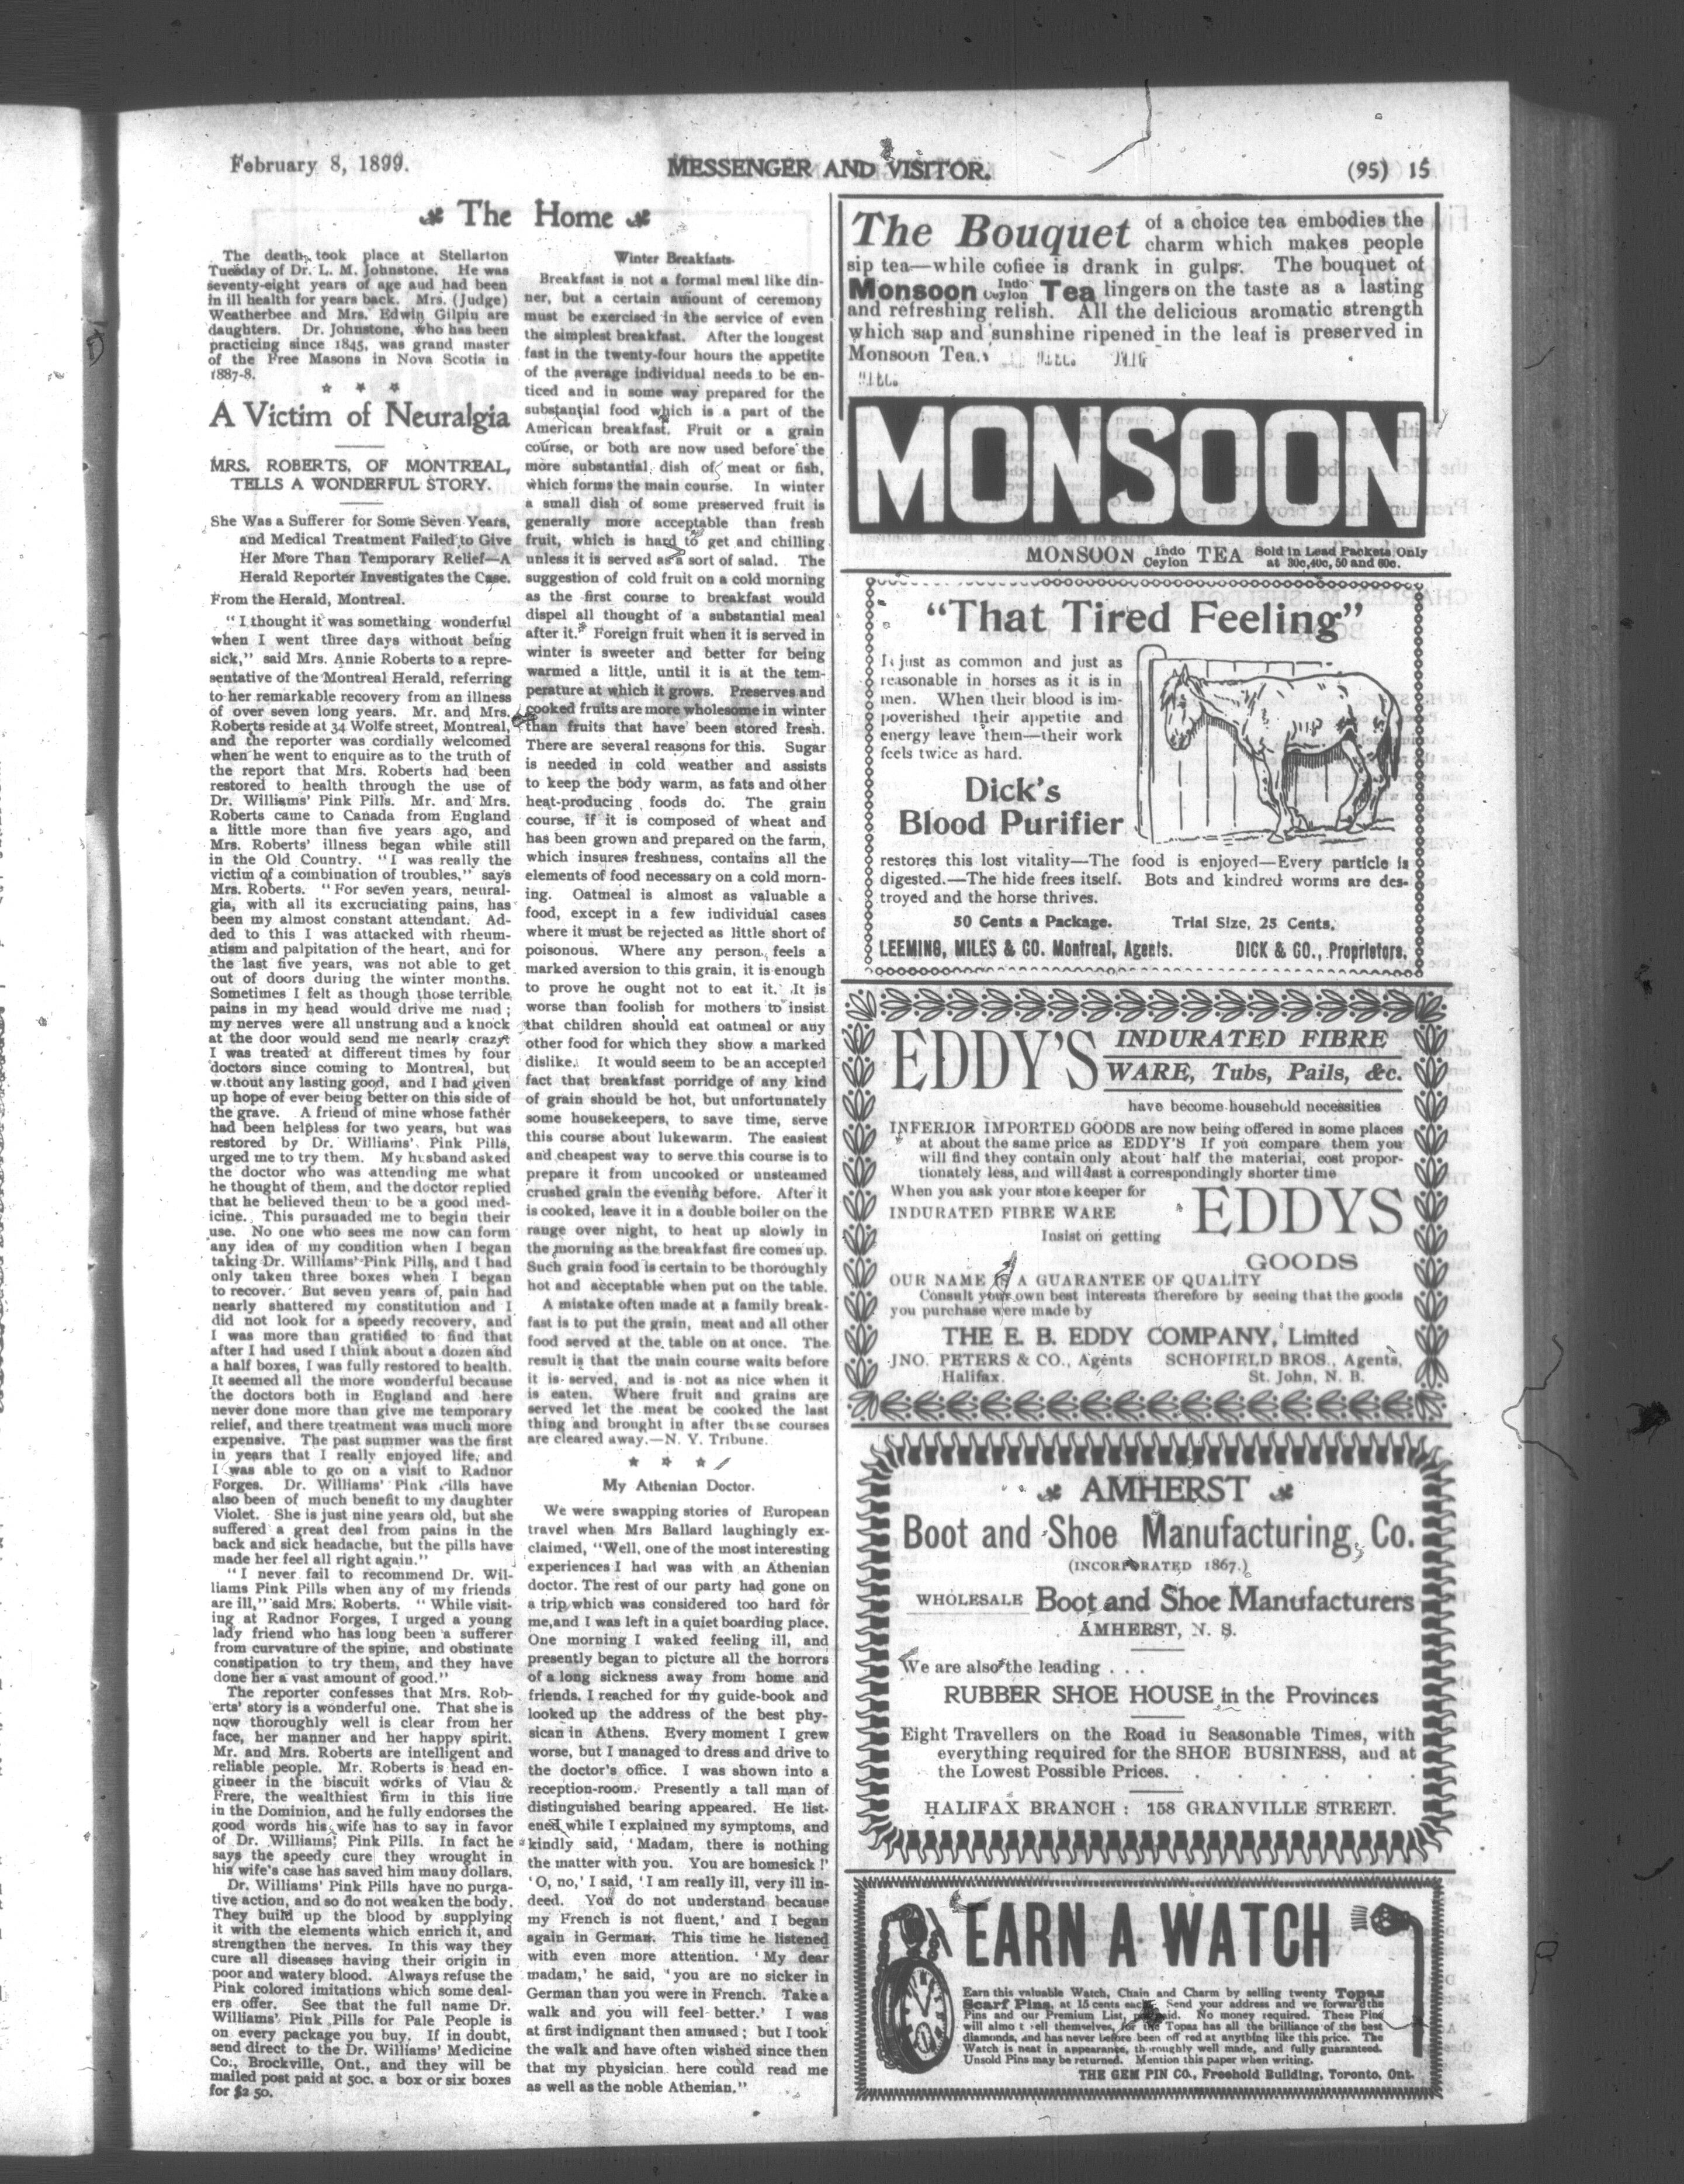 February 8, 1899.
MESSENGER AND VISITOR.
(95) 15
The Home
The death took place at Stellarton
Tuesday of Dr. L. M. Johnstone. He was
seventy-eight years of age aud had been
in ill health for years back. Mrs. (Judge)
Weatherbee and Mrs. Edwin Gilpin are
daughters. Dr. Johnstone, who has been
practicing since 1845, was grand master
of the Free Masons in Nova Scotia in
1887-8.
* * *
A Victim of Neuralgia
MRS. ROBERTS, OF MONTREAL,
TELLS A WONDERFUL STORY.
She Was a Sufferer for Some Seven Years,
and Medical Treatment Failed to Give
Her More Than Temporary Relief—A
Herald Reporter Investigates the Case.
From the Herald, Montreal.
"I thought it was something wonderful
when I went three days without being
sick," said Mrs. Annie Roberts to a repre-
sentative of the Montreal Herald, referring
to her remarkable recovery from an illness
of over seven long years. Mr. and Mrs.
Roberts reside at 34 Wolfe street, Montreal,
and the reporter was cordially welcomed
when he went to enquire as to the truth of
the report that Mrs. Roberts had been
restored to health through the use of
Dr. Williams' Pink Pills. Mr. and Mrs.
Roberts came to Canada from England
a little more than five years ago, and
Mrs. Roberts' illness began while still
in the Old Country. "I was really the
victim of a combination of troubles," says
Mrs. Roberts. "For seven years, neural-
gia, with all its excruciating pains, has
been my almost constant attendant. Ad-
ded to this I was attacked with rheum-
atism and palpitation of the heart, and for
the last five years, was not able to get
out of doors during the winter months.
Sometimes I felt as though those terrible
pains in my head would drive me mad;
my nerves were all unstrung and a knock
at the door would send me nearly crazy.
I was treated at different times by four
doctors since coming to Montreal, but
without any lasting good, and I had given
up hope of ever being better on this side of
the grave. A friend of mine whose father
had been helpless for two years, but was
restored by Dr. Williams' Pink Pills,
urged me to try them. My husband asked
the doctor who was attending me what
he thought of them, and the doctor replied
that he believed them to be a good med-
icine. This pursuaded me to begin their
use. No one who sees me now can form
any idea of my condition when I began
taking Dr. Williams' Pink Pills, and I had
only taken three boxes when I began
to recover. But seven years of pain had
nearly shattered my constitution and I
did not look for a speedy recovery, and
I was more than gratified to find that
after I had used I think about a dozen and
a half boxes, I was fully restored to health.
It seemed all the more wonderful because
the doctors both in England and here
never done more than give me temporary
relief, and there treatment was much more
expensive. The past summer was the first
in years that I really enjoyed life, and
I was able to go on a visit to Radnor
Forges. Dr. Williams' Pink Pills have
also been of much benefit to my daughter
Violet. She is just nine years old, but she
suffered a great deal from pains in the
back and sick headache, but the pills have
made her feel all right again."
"I never fail to recommend Dr. Wil-
liams Pink Pills when any of my friends
are ill," said Mrs. Roberts. "While visit-
ing at Radnor Forges, I urged a young
lady friend who has long been a sufferer
from curvature of the spine, and obstinate
constipation to try them, and they have
done her a vast amount of good."
The reporter confesses that Mrs. Rob-
erts' story is a wonderful one. That she is
now thoroughly well is clear from her
face, her manner and her happy spirit.
Mr. and Mrs. Roberts are intelligent and
reliable people. Mr. Roberts is head en-
gineer in the biscuit works of Viau &
Frere, the wealthiest firm in this line
in the Dominion, and he fully endorses the
good words his wife has to say in favor
of Dr. Williams' Pink Pills. In fact he
says the speedy cure they wrought in
his wife's case has saved him many dollars.
Dr. Williams' Pink Pills have no purga-
tive action, and so do not weaken the body.
They build up the blood by supplying
it with the elements which enrich it, and
strengthen the nerves. In this way they
cure all diseases having their origin in
poor and watery blood. Always refuse the
Pink colored imitations which some deal-
ers offer. See that the full name Dr.
Williams' Pink Pills for Pale People is
on every package you buy. If in doubt,
send direct to the Dr. Williams' Medicine
Co., Brockville, Ont., and they will be
mailed post paid at 50c. a box or six boxes
for $2 50.
Winter Breakfasts.
Breakfast is not a formal meal like din-
ner, but a certain amount of ceremony
must be exercised in the service of even
the simplest breakfast. After the longest
fast in the twenty-four hours the appetite
of the average individual needs to be en-
ticed and in some way prepared for the
substantial food which is a part of the
American breakfast. Fruit or a grain
course, or both are now used before the
more substantial dish of meat or fish,
which forms the main course. In winter
a small dish of some preserved fruit is
generally more acceptable than fresh
fruit, which is hard to get and chilling
unless it is served as a sort of salad. The
suggestion of cold fruit on a cold morning
as the first course to breakfast would
dispel all thought of a substantial meal
after it. Foreign fruit when it is served in
winter is sweeter and better for being
warmed a little, until it is at the tem-
perature at which it grows. Preserves and
cooked fruits are more wholesome in winter
than fruits that have been stored fresh.
There are several reasons for this. Sugar
is needed in cold weather and assists
to keep the body warm, as fats and other
heat-producing foods do. The grain
course, if it is composed of wheat and
has been grown and prepared on the farm,
which insures freshness, contains all the
elements of food necessary on a cold morn-
ing. Oatmeal is almost as valuable a
food, except in a few individual cases
where it must be rejected as little short of
poisonous. Where any person feels a
marked aversion to this grain, it is enough
to prove he ought not to eat it. It is
worse than foolish for mothers to insist
that children should eat oatmeal or any
other food for which they show a marked
dislike. It would seem to be an accepted
fact that breakfast porridge of any kind
of grain should be hot, but unfortunately
some housekeepers, to save time, serve
this course about lukewarm. The easiest
and cheapest way to serve this course is to
prepare it from uncooked or unsteamed
crushed grain the evening before. After it
is cooked, leave it in a double boiler on the
range over night, to heat up slowly in
the morning as the breakfast fire comes up.
Such grain food is certain to be thoroughly
hot and acceptable when put on the table.
A mistake often made at a family break-
fast is to put the grain, meat and all other
food served at the table on at once. The
result is that the main course waits before
it is served, and is not as nice when it
is eaten. Where fruit and grains are
served let the meat be cooked the last
thing and brought in after these courses
are cleared away.—N. Y. Tribune.
* * *
My Athenian Doctor.
We were swapping stories of European
travel when Mrs Ballard laughingly ex-
claimed, "Well, one of the most interesting
experiences I had was with an Athenian
doctor. The rest of our party had gone on
a trip which was considered too hard for
me, and I was left in a quiet boarding place.
One morning I waked feeling ill, and
presently began to picture all the horrors
of a long sickness away from home and
friends. I reached for my guide-book and
looked up the address of the best phy-
sican in Athens. Every moment I grew
worse, but I managed to dress and drive to
the doctor's office. I was shown into a
reception-room. Presently a tall man of
distinguished bearing appeared. He list-
ened while I explained my symptoms, and
kindly said, 'Madam, there is nothing
the matter with you. You are homesick!'
'O, no,' I said, 'I am really ill, very ill in-
deed. You do not understand because
my French is not fluent,' and I began
again in German. This time he listened
with even more attention. 'My dear
madam,' he said, 'you are no sicker in
German than you were in French. Take a
walk and you will feel better.' I was
at first indignant then amused; but I took
the walk and have often wished since then
that my physician here could read me
as well as the noble Athenian."
The Bouquet of a choice tea embodies the
charm which makes people
sip tea—while cofiee is drank in gulps. The bouquet of
Monsoon Indo Ceylon Tea lingers on the taste as a lasting
and refreshing relish. All the delicious aromatic strength
which sap and sunshine ripened in the leaf is preserved in
Monsoon Tea.
MONSOON
MONSOON Indo Ceylon TEA Sold in Lead Packets Only
at 30c, 40c, 50 and 60c.
"That Tired Feeling"
Is just as common and just as
reasonable in horses as it is in
men. When their blood is im-
poverished their appetite and
energy leave them—their work
feels twice as hard.
Dick's
Blood Purifier
restores this lost vitality—The food is enjoyed—Every particle is
digested.—The hide frees itself. Bots and kindred worms are des-
troyed and the horse thrives.
50 Cents a Package. Trial Size, 25 Cents.
LEEMING, MILES & CO. Montreal, Agents. DICK & CO., Proprietors.
EDDY'S INDURATED FIBRE
WARE, Tubs, Pails, &c.
have become household necessities
INFERIOR IMPORTED GOODS are now being offered in some places
at about the same price as EDDY'S If you compare them you
will find they contain only about half the material, cost propor-
tionately less, and will last a correspondingly shorter time
When you ask your store keeper for
INDURATED FIBRE WARE
Insist on getting
EDDYS
GOODS
OUR NAME A GUARANTEE OF QUALITY
Consult your own best interests therefore by seeing that the goods
you purchase were made by
THE E. B. EDDY COMPANY, Limited
JNO. PETERS & CO., Agents SCHOFIELD BROS., Agents,
Halifax. St. John, N. B.
AMHERST
Boot and Shoe Manufacturing, Co.
(INCORPORATED 1867.)
WHOLESALE Boot and Shoe Manufacturers
AMHERST, N. S.
We are also the leading . . .
RUBBER SHOE HOUSE in the Provinces
Eight Travellers on the Road in Seasonable Times, with
everything required for the SHOE BUSINESS, aud at
the Lowest Possible Prices. . . . . . .
HALIFAX BRANCH: 158 GRANVILLE STREET.
EARN A WATCH
Earn this valuable Watch, Chain and Charm by selling twenty Topaz
Scarf Pins, at 15 cents each. Send your address and we forward the
Pins and our Premium List, postpaid. No money required. These Pins
will almo t ell themselves, for the Topaz has all the brilliance of the best
diamonds, and has never before been off red at anything like this price. The
Watch is neat in appearance, thoroughly well made, and fully guaranteed.
Unsold Pins may be returned. Mention this paper when writing.
THE GEM PIN CO., Freehold Building, Toronto, Ont.